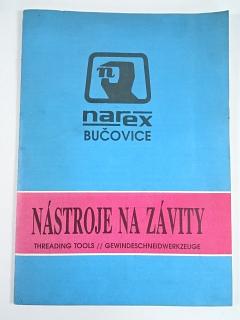 n
narex
BUČOVICE
NÁSTROJE NA ZÁVITY
THREADING TOOLS // GEWINDESCHNEIDWERKZEUGE